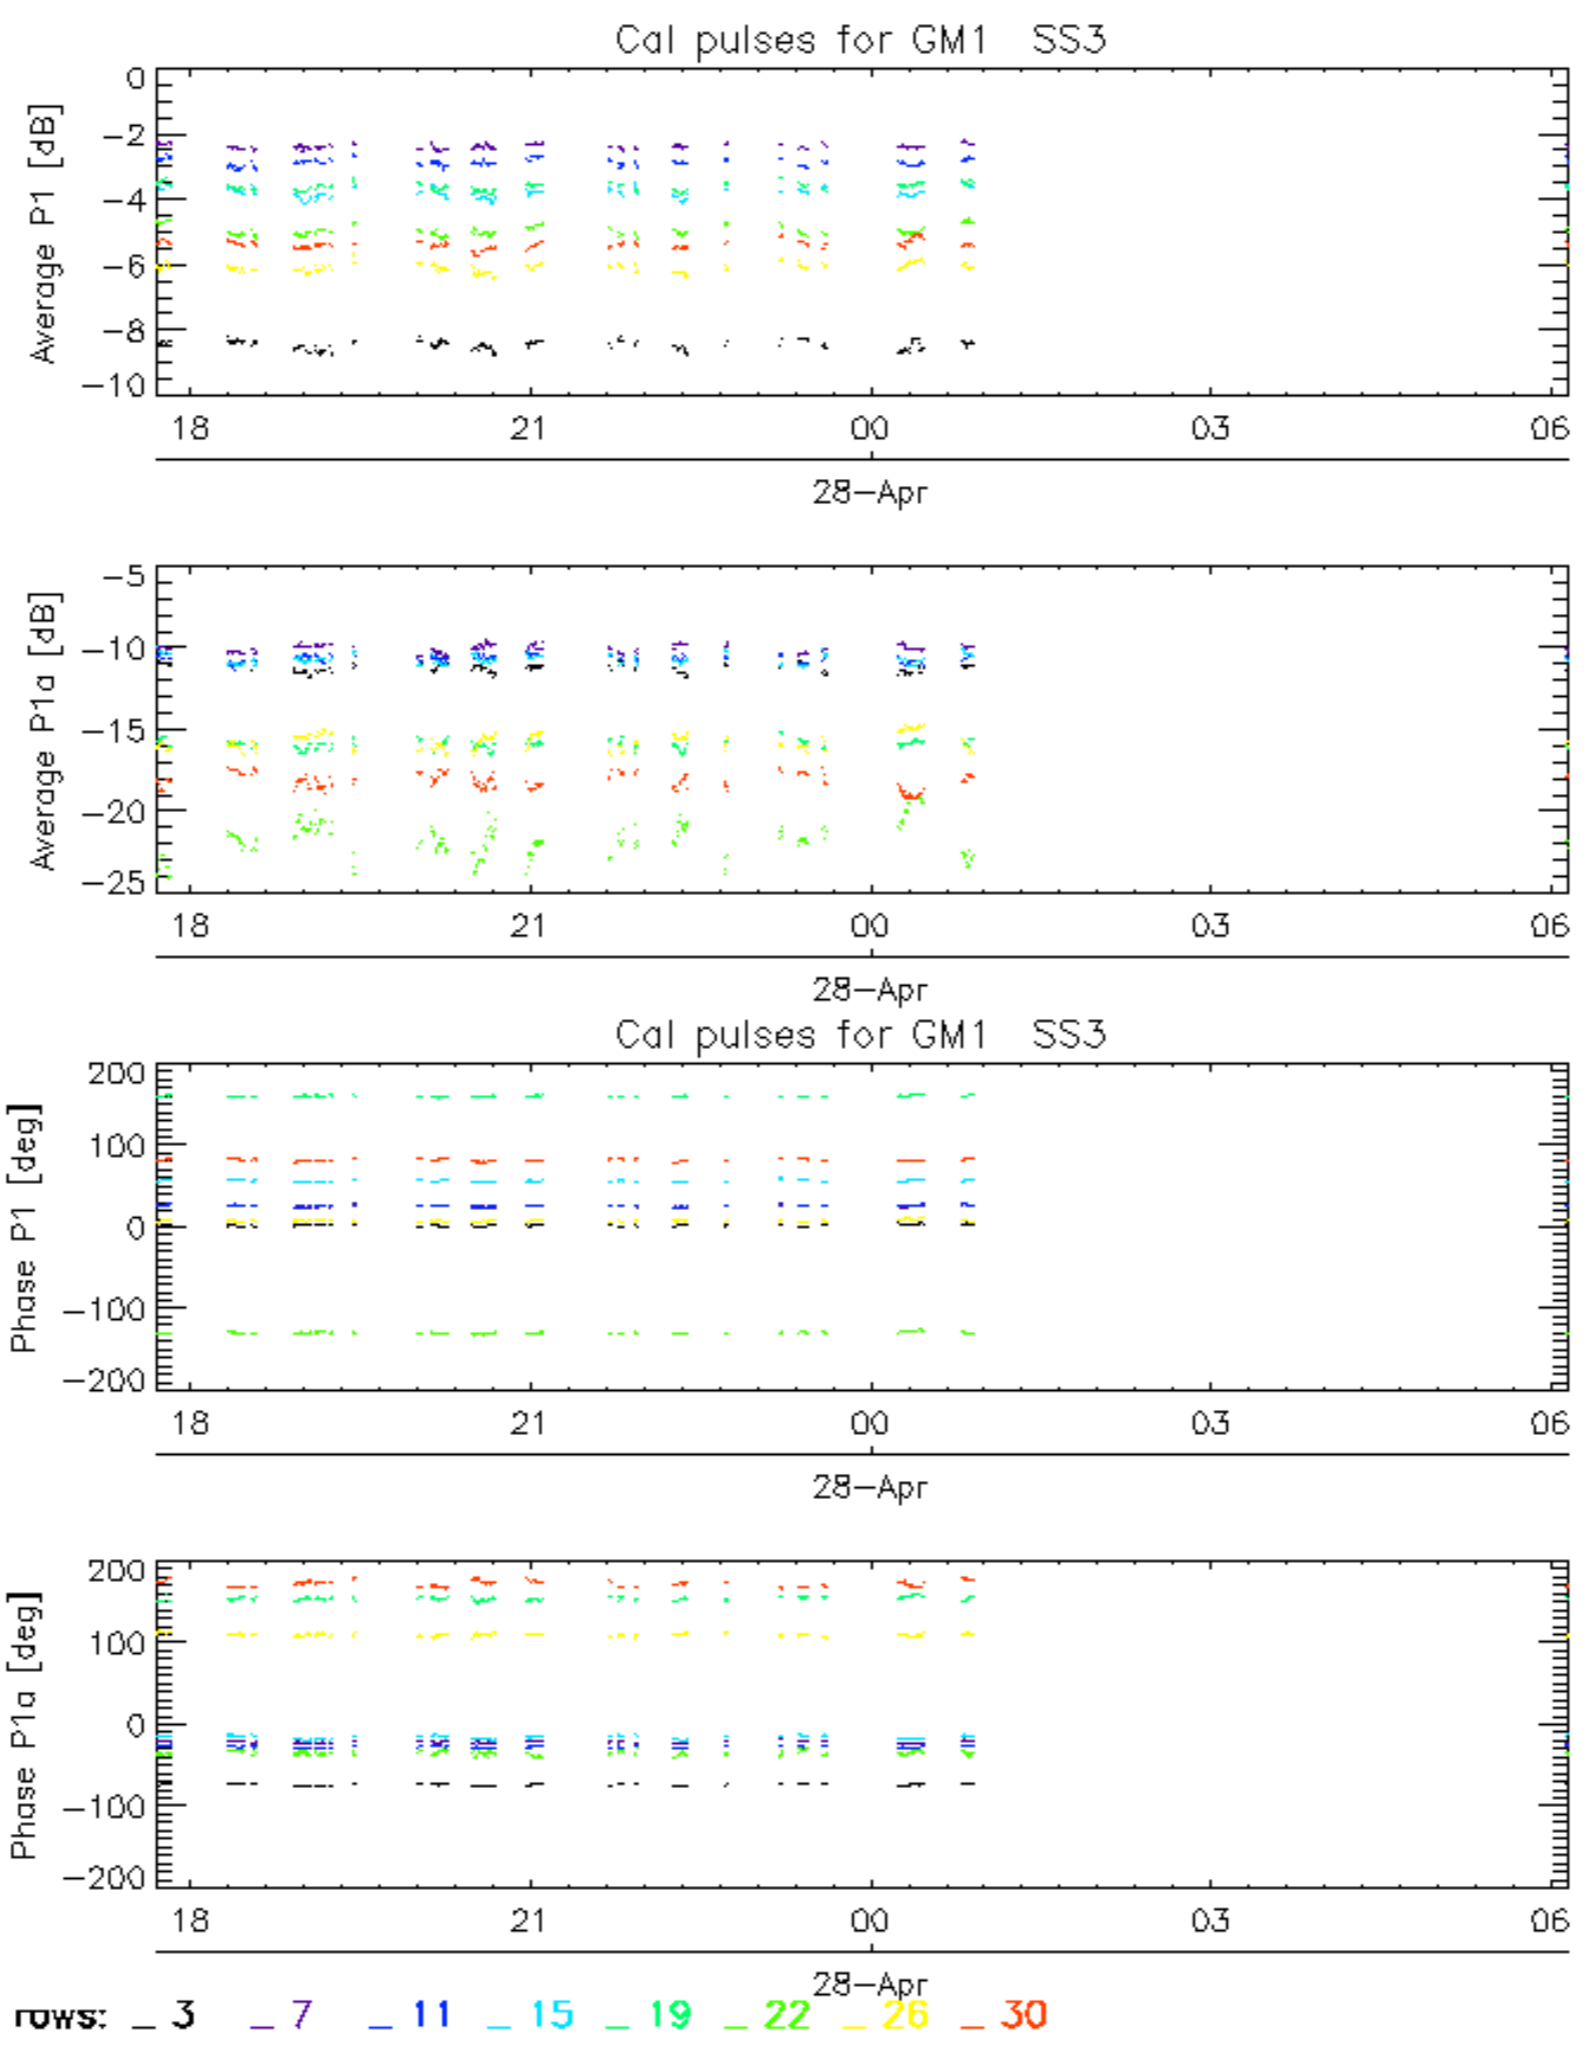 Cal pulses for GM1 SS3
Average P1 [dB]
0
−2
−4
−6
−8
−10
18 21 00 03 06
28−Apr
Average P1a [dB]
−5
−10
−15
−20
−25
18 21 00 03 06
28−Apr
Cal pulses for GM1 SS3
Phase P1 [deg]
200
100
0
−100
−200
18 21 00 03 06
28−Apr
Phase P1a [deg]
200
100
0
−100
−200
18 21 00 03 06
28−Apr
rows: _ 3 _ 7 _ 11 _ 15 _ 19 _ 22 _ 26 _ 30